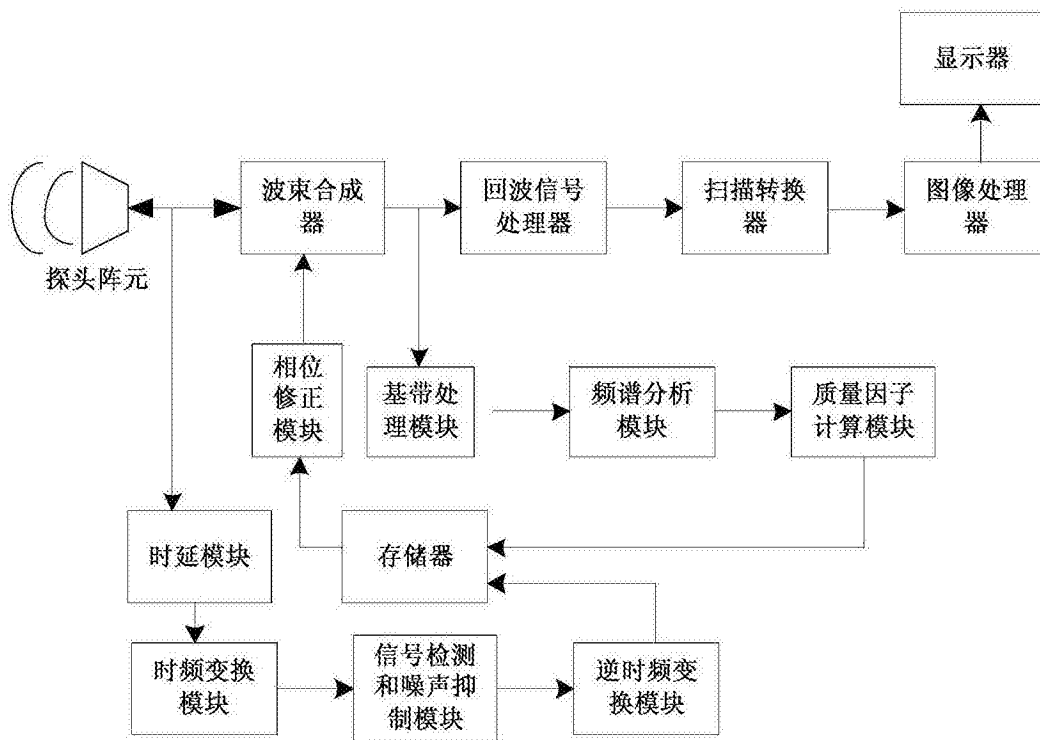 显示器
波束合成
器
回波信号
处理器
扫描转换
器
图像处理
器
探头阵元
相位
修正
模块
基带处
理模块
频谱分析
模块
质量因子
计算模块
时延模块
存储器
时频变换
模块
信号检测
和噪声抑
制模块
逆时频变
换模块